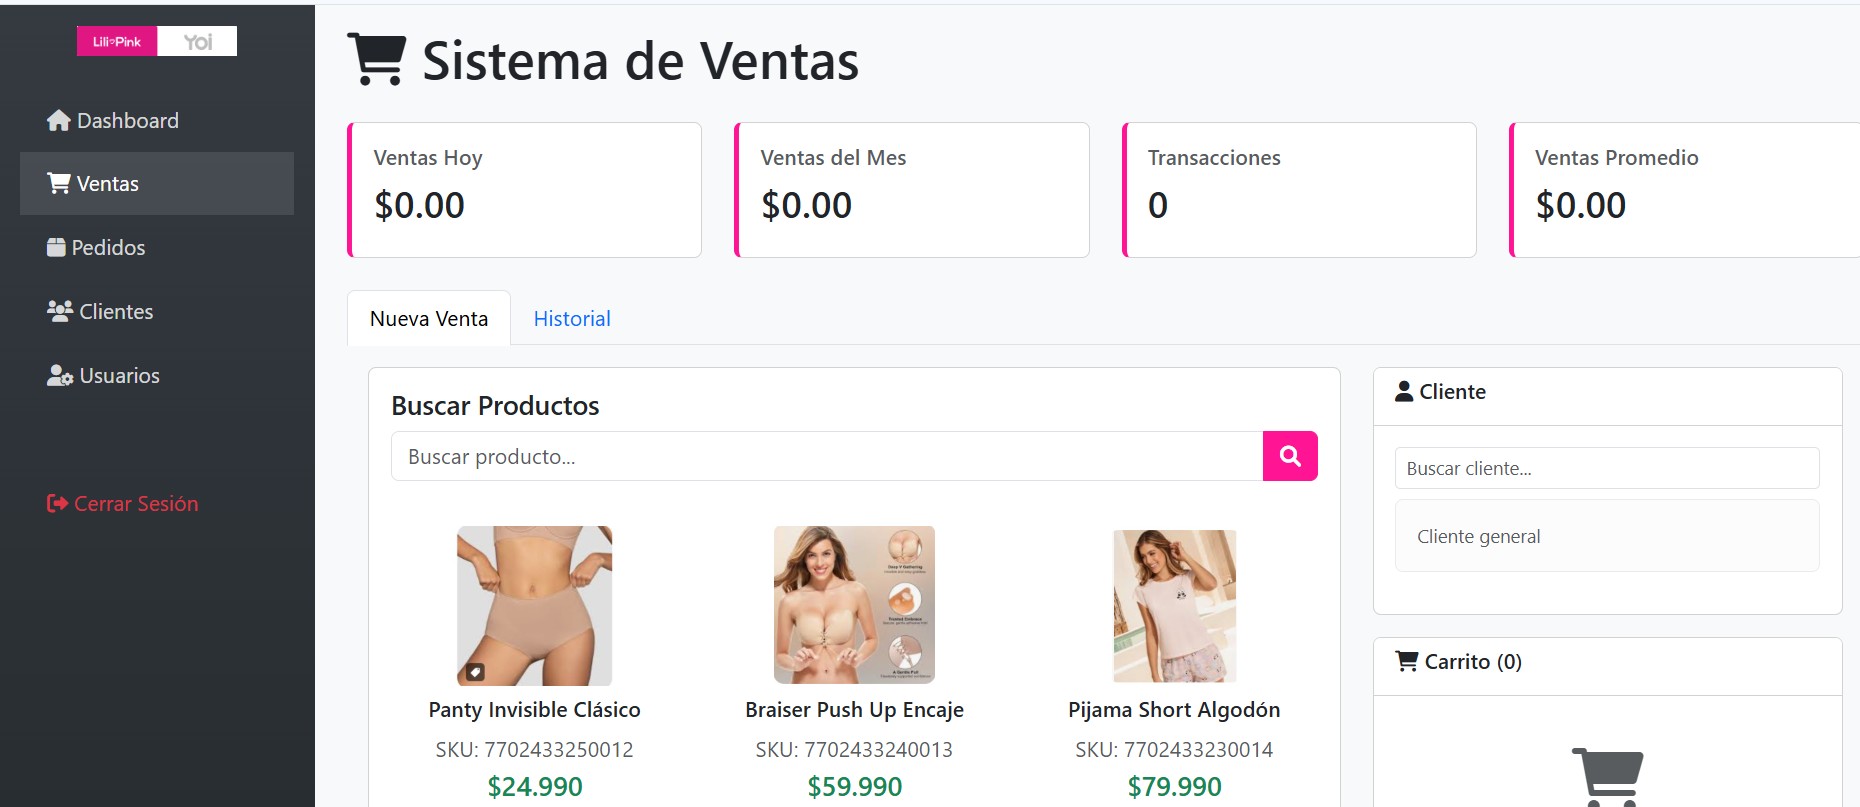 Lili Pink Yoi
Dashboard
Ventas
Pedidos
Clientes
Usuarios
Cerrar Sesión
Sistema de Ventas
Ventas Hoy
$0.00
Ventas del Mes
$0.00
Transacciones
0
Ventas Promedio
$0.00
Nueva Venta
Historial
Buscar Productos
Buscar producto...
Panty Invisible Clásico
SKU: 7702433250012
$24.990
Braiser Push Up Encaje
SKU: 7702433240013
$59.990
Pijama Short Algodón
SKU: 7702433230014
$79.990
Cliente
Buscar cliente...
Cliente general
Carrito (0)